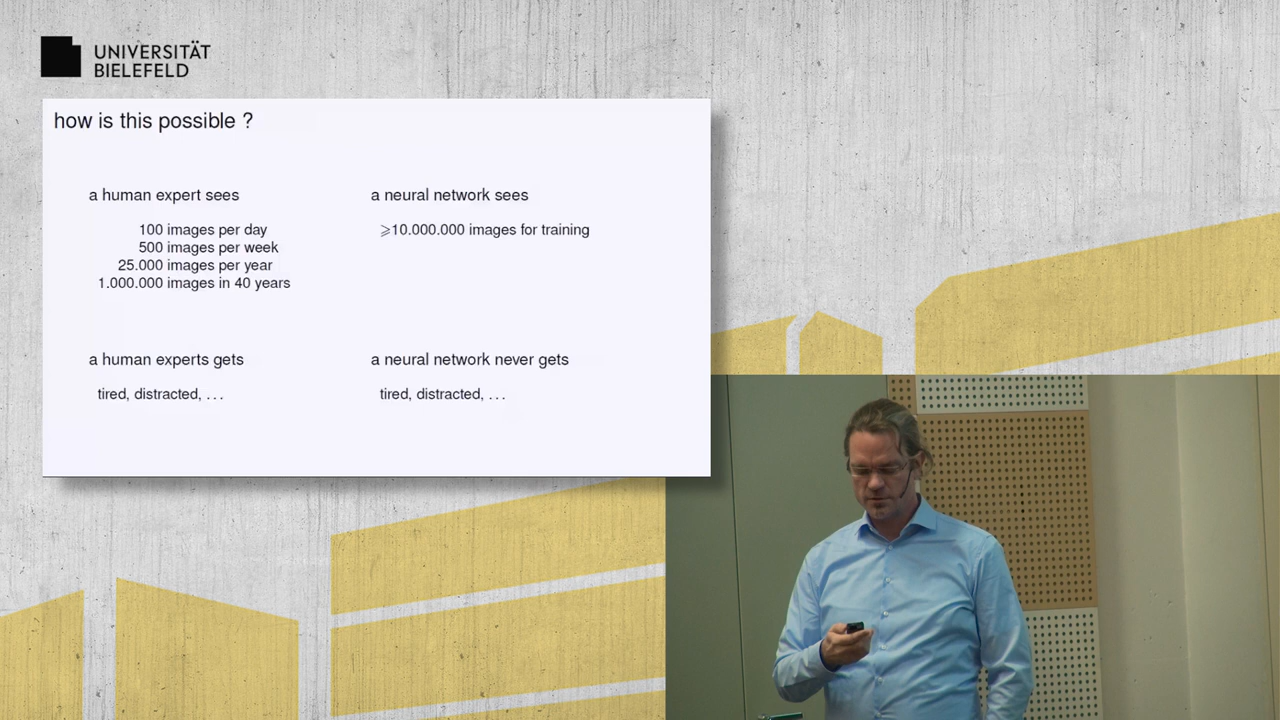 UNIVERSITÄT
BIELEFELD
how is this possible ?
a human expert sees
100 images per day
500 images per week
25.000 images per year
1.000.000 images in 40 years
a neural network sees
⩾10.000.000 images for training
a human experts gets
tired, distracted, . . .
a neural network never gets
tired, distracted, . . .